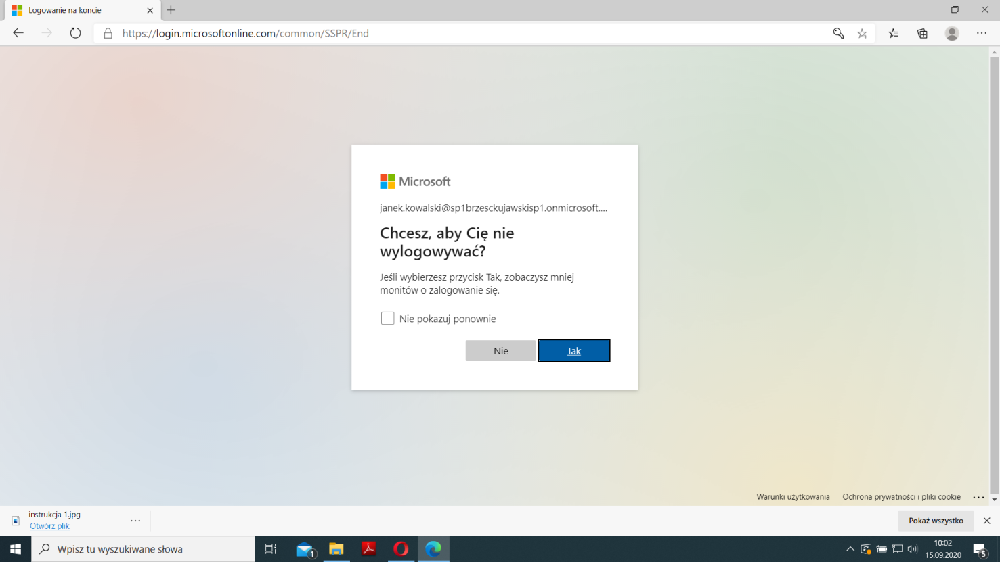 Logowanie na koncie
https://login.microsoftonline.com/common/SSPR/End
Microsoft
janek.kowalski@sp1brzesckujawskisp1.onmicrosoft....
Chcesz, aby Cię nie
wylogowywać?
Jeśli wybierzesz przycisk Tak, zobaczysz mniej
monitów o zalogowanie się.
Nie pokazuj ponownie
Nie
Tak
Warunki użytkowania
Ochrona prywatności i pliki cookie
instrukcja 1.jpg
Otwórz plik
Pokaż wszystko
Wpisz tu wyszukiwane słowa
1
10:02
15.09.2020
5